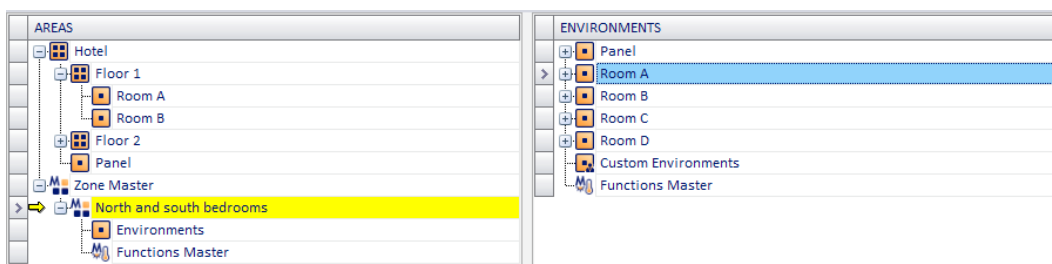 AREAS
Hotel
Floor 1
Room A
Room B
Floor 2
Panel
Zone Master
North and south bedrooms
Environments
Functions Master
ENVIRONMENTS
Panel
Room A
Room B
Room C
Room D
Custom Environments
Functions Master